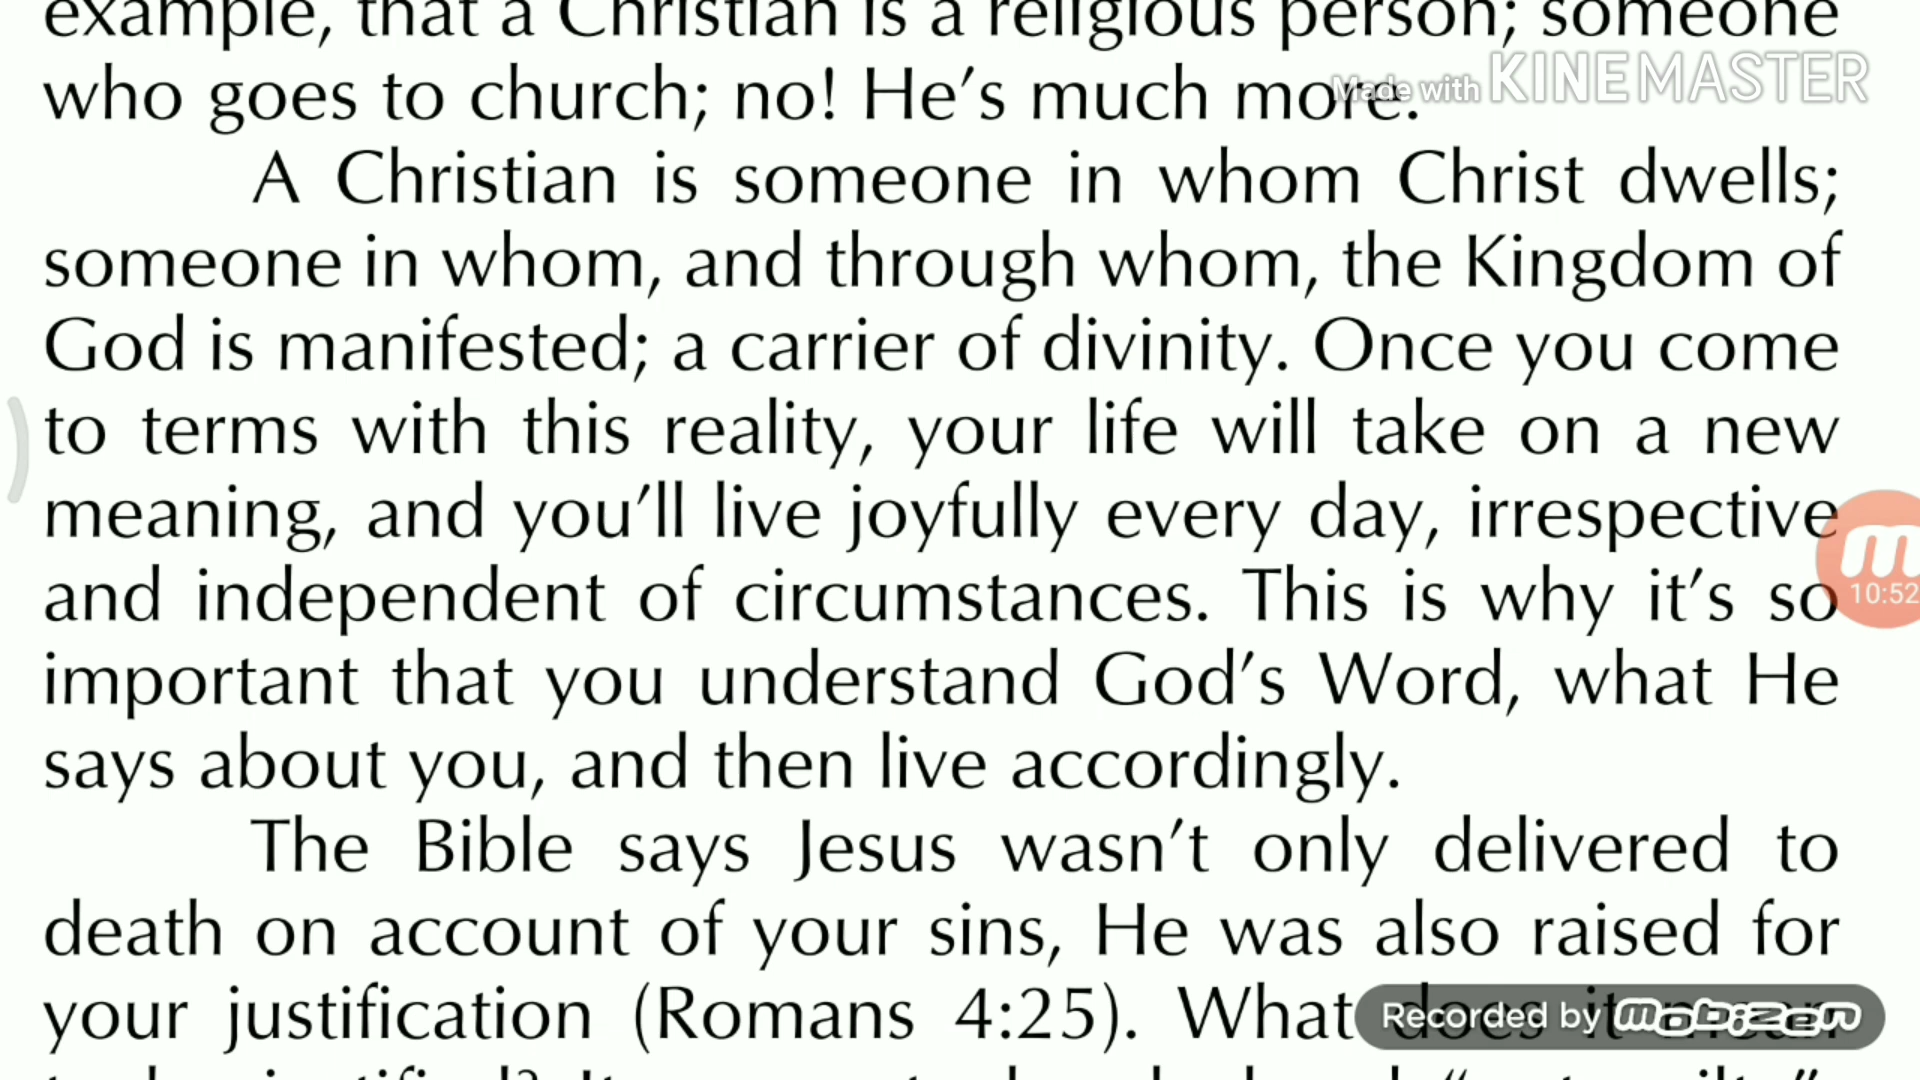 example, that a Christian is a religious person; someone
who goes to church; no! He's much more.
Made with KINEMASTER
A Christian is someone in whom Christ dwells;
someone in whom, and through whom, the Kingdom of
God is manifested; a carrier of divinity. Once you come
to terms with this reality, your life will take on a new
meaning, and you'll live joyfully every day, irrespective
and independent of circumstances. This is why it's so
10:52
important that you understand God's Word, what He
says about you, and then live accordingly.
The Bible says Jesus wasn't only delivered to
death on account of your sins, He was also raised for
your justification (Romans 4:25). What does it mean
Recorded by mobizen